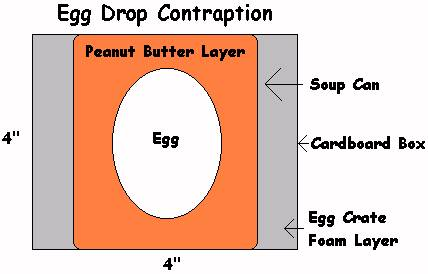 Egg Drop Contraption
Peanut Butter Layer
Soup Can
4"
Egg
Cardboard Box
Egg Crate
Foam Layer
4"